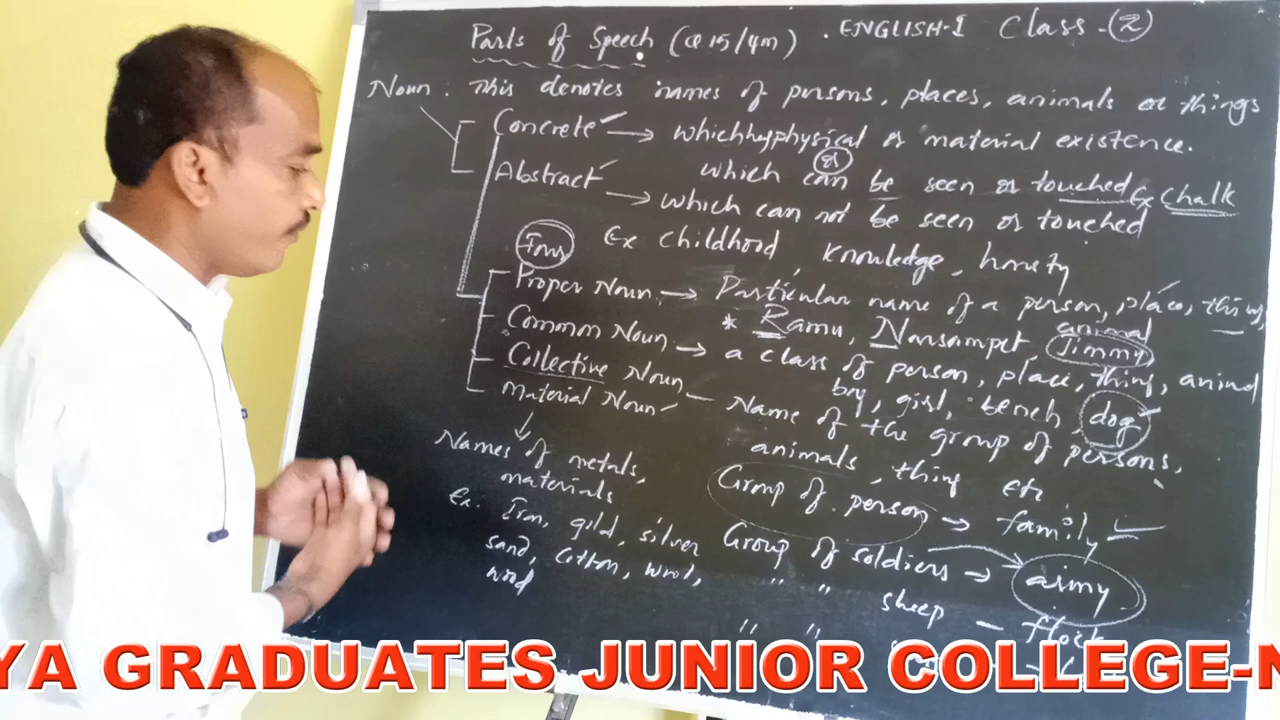 Parts of Speech (Q 15/4m) . ENGLISH-I Class - 2
Noun : This denotes names of persons, places, animals or things
Concrete → which has physical or material existence.
which can be seen or touched Ex Chalk
Abstract → which can not be seen or touched
Ex childhood, knowledge, honesty
Four
Proper Noun → Particular name of a person, place, thing,
animal
* Ramu, Narsampet, Jimmy
Common Noun → a class of person, place, thing, animal
boy, girl, bench, dog
Collective Noun - Name of the group of persons,
animals, thing etc
Material Noun
Names of metals,
materials
Ex. Iron, gold, silver
sand, cotton, wool,
wood
Group of person → family
Group of soldiers → army
" " sheep - flock
" "
YA GRADUATES JUNIOR COLLEGE-N